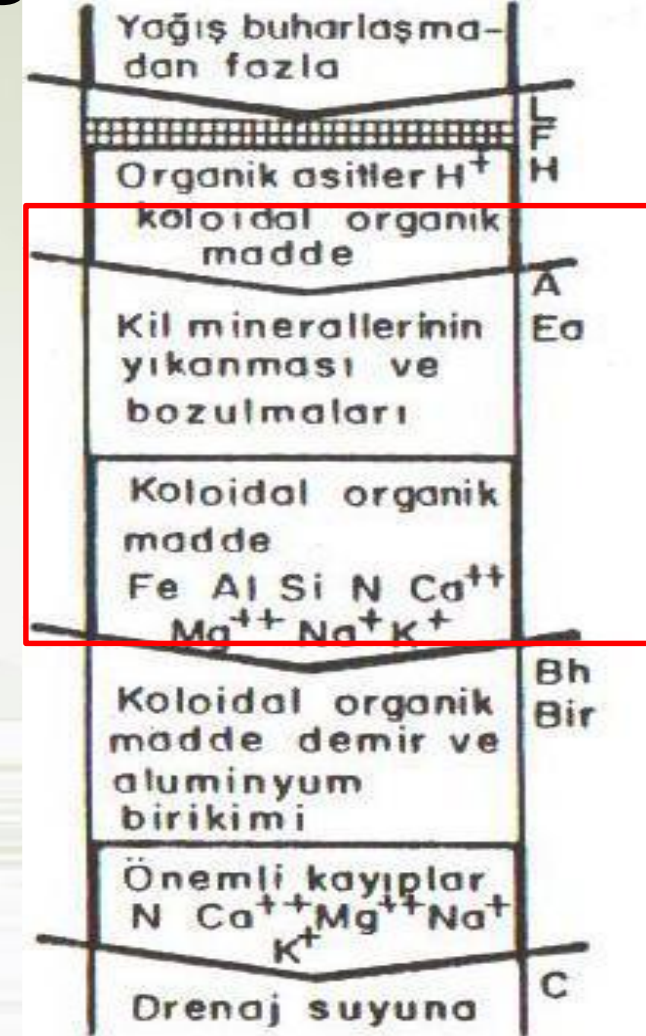 Yağış buharlaşma-
dan fazla
L
F
Organik asitler H+ H
koloidal organik
madde
A
Kil minerallerinin Ea
yıkanması ve
bozulmaları
Koloidal organik
madde
Fe Al Si N Ca++
Mg++ Na+ K+
Bh
Koloidal organik Bir
madde demir ve
aluminyum
birikimi
Önemli kayıplar
N Ca++ Mg++ Na+
K+
C
Drenaj suyuna